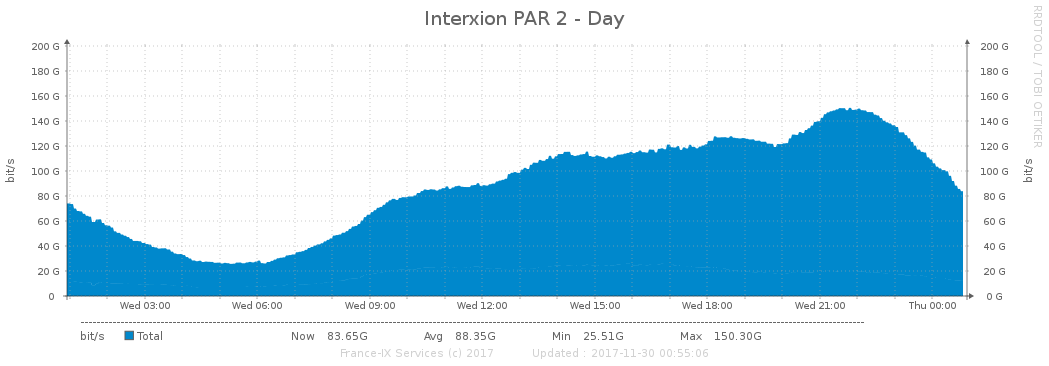 Interxion PAR 2 - Day
RRDTOOL / TOBI OETIKER
200 G 200 G
180 G 180 G
160 G 160 G
140 G 140 G
120 G 120 G
100 G 100 G
80 G 80 G
60 G 60 G
40 G 40 G
20 G 20 G
0 0 G
bit/s
bit/s
Wed 03:00 Wed 06:00 Wed 09:00 Wed 12:00 Wed 15:00 Wed 18:00 Wed 21:00 Thu 00:00
bit/s Total Now 83.65G Avg 88.35G Min 25.51G Max 150.30G
France-IX Services (c) 2017 Updated : 2017-11-30 00:55:06